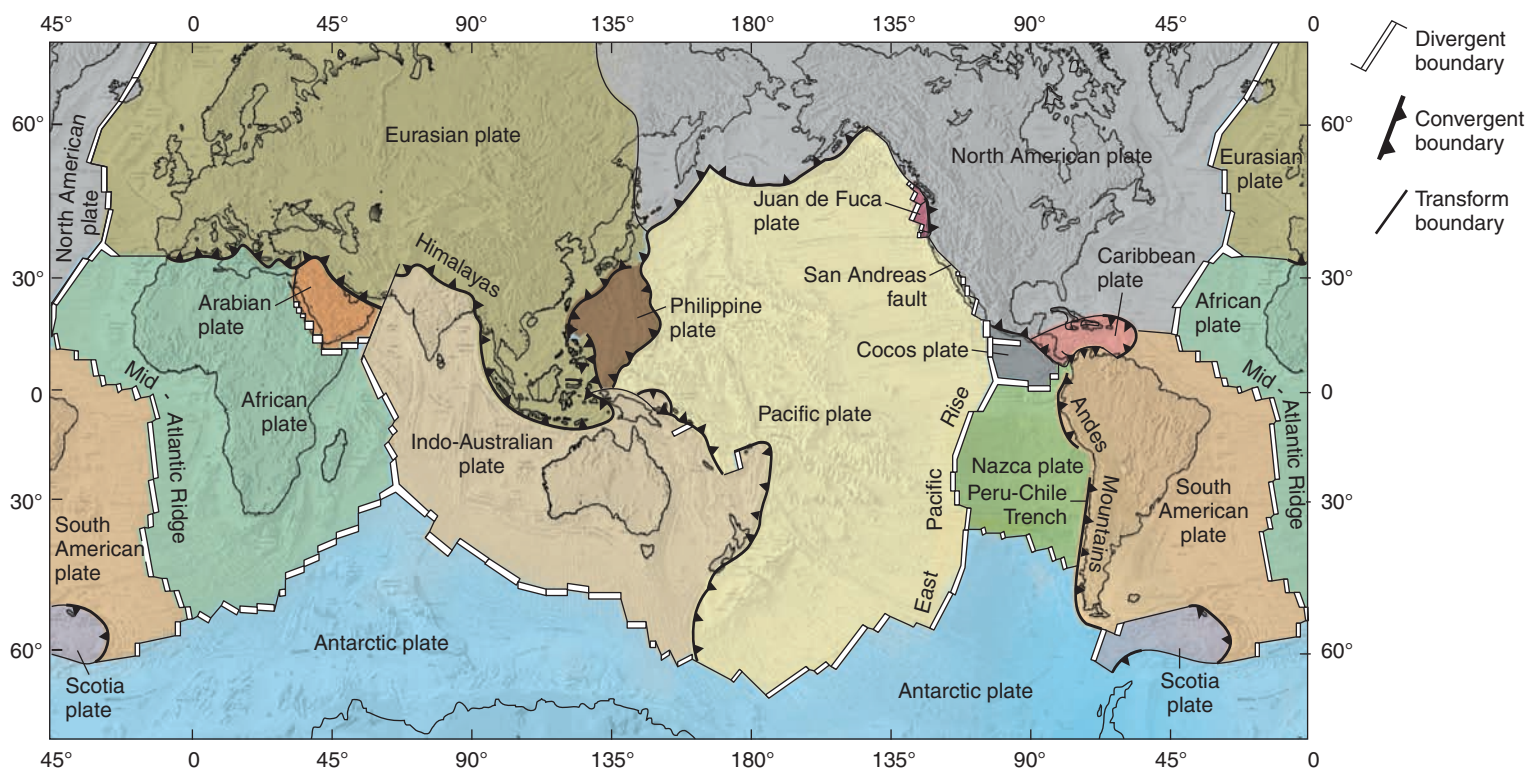 45° 0 45° 90° 135° 180° 135° 90° 45° 0
Divergent
boundary
Convergent
boundary
Transform
boundary
60°
30°
0
30°
60°
60°
30°
0
30°
60°
North American
plate
Eurasian plate
North American plate
Eurasian
plate
Juan de Fuca
plate
Himalayas
San Andreas
fault
Caribbean
plate
Arabian
plate
Philippine
plate
African
plate
Cocos plate
Mid - Atlantic Ridge
African
plate
Indo-Australian
plate
Pacific plate
East Pacific Rise
Andes Mountains
Nazca plate
Peru-Chile
Trench
South
American
plate
Mid - Atlantic Ridge
South
American
plate
Scotia
plate
Antarctic plate
Antarctic plate
Scotia
plate
45° 0 45° 90° 135° 180° 135° 90° 45° 0